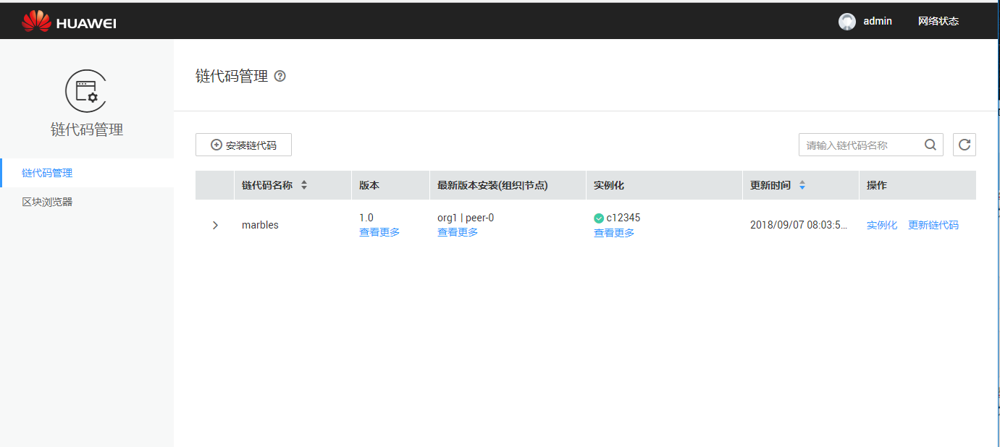 HUAWEI
admin
网络状态
链代码管理
链代码管理
区块浏览器
链代码管理 ?
安装链代码
请输入链代码名称
链代码名称 版本 最新版本安装(组织|节点) 实例化 更新时间 操作
marbles 1.0 org1 | peer-0 c12345 2018/09/07 08:03:5... 实例化 更新链代码
查看更多 查看更多 查看更多